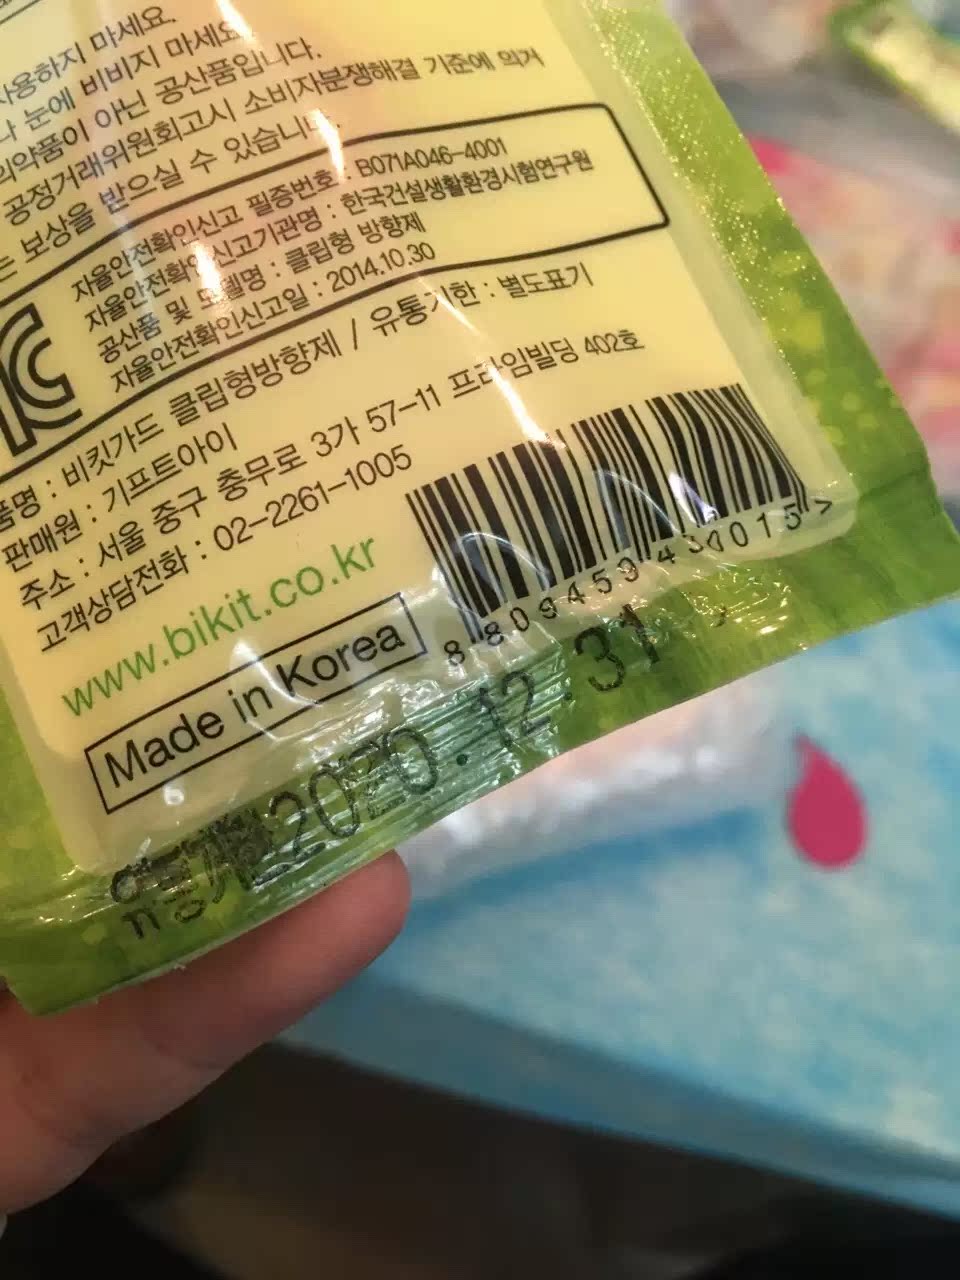 사용하지 마세요.
나 눈에 비비지 마세요
의약품이 아닌 공산품입니다.
공정거래위원회고시 소비자분쟁해결 기준에 의거
는 보상을 받으실 수 있습니다.
자율안전확인신고 필증번호 : B071A046-4001
자율안전확인신고기관명 : 한국건설생활환경시험연구원
공산품 및 모델명 : 클립형 방향제
자율안전확인신고일 : 2014.10.30
품명 : 비킷가드 클립형방향제 / 유통기한 : 별도표기
판매원 : 기프트아이
주소 : 서울 중구 충무로 3가 57-11 프라임빌딩 402호
고객상담전화 : 02-2261-1005
www.bikit.co.kr
Made in Korea
8 809459 430015 >
2020.12.31